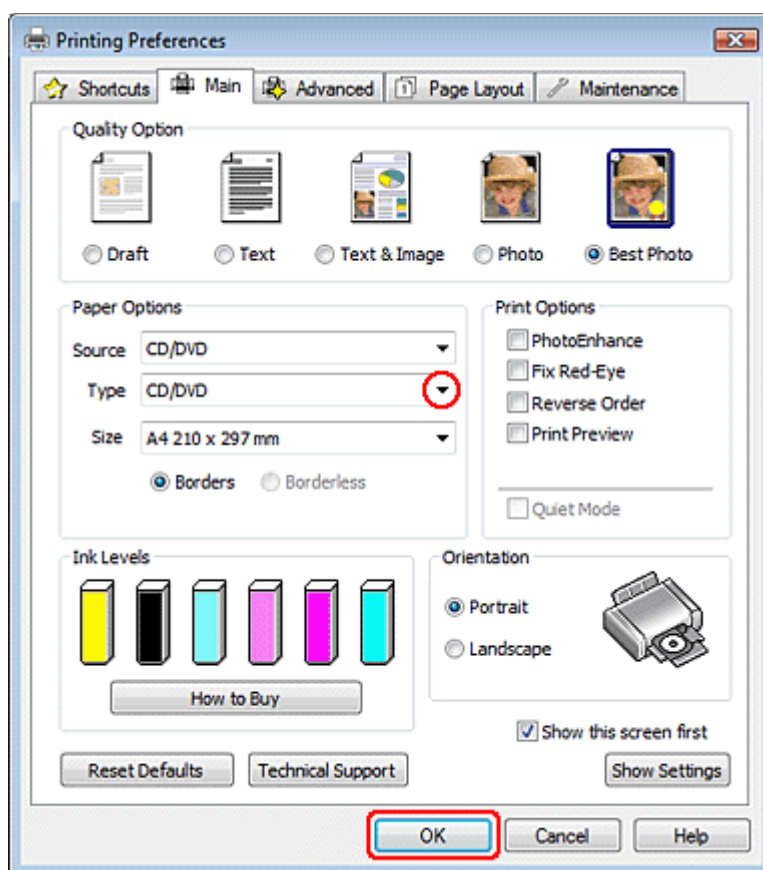 Printing Preferences
Shortcuts Main Advanced Page Layout Maintenance
Quality Option
Draft Text Text & Image Photo Best Photo
Paper Options
Source CD/DVD
Type CD/DVD
Size A4 210 x 297 mm
Borders Borderless
Print Options
PhotoEnhance
Fix Red-Eye
Reverse Order
Print Preview
Quiet Mode
Ink Levels
How to Buy
Orientation
Portrait
Landscape
Show this screen first
Reset Defaults Technical Support Show Settings
OK Cancel Help